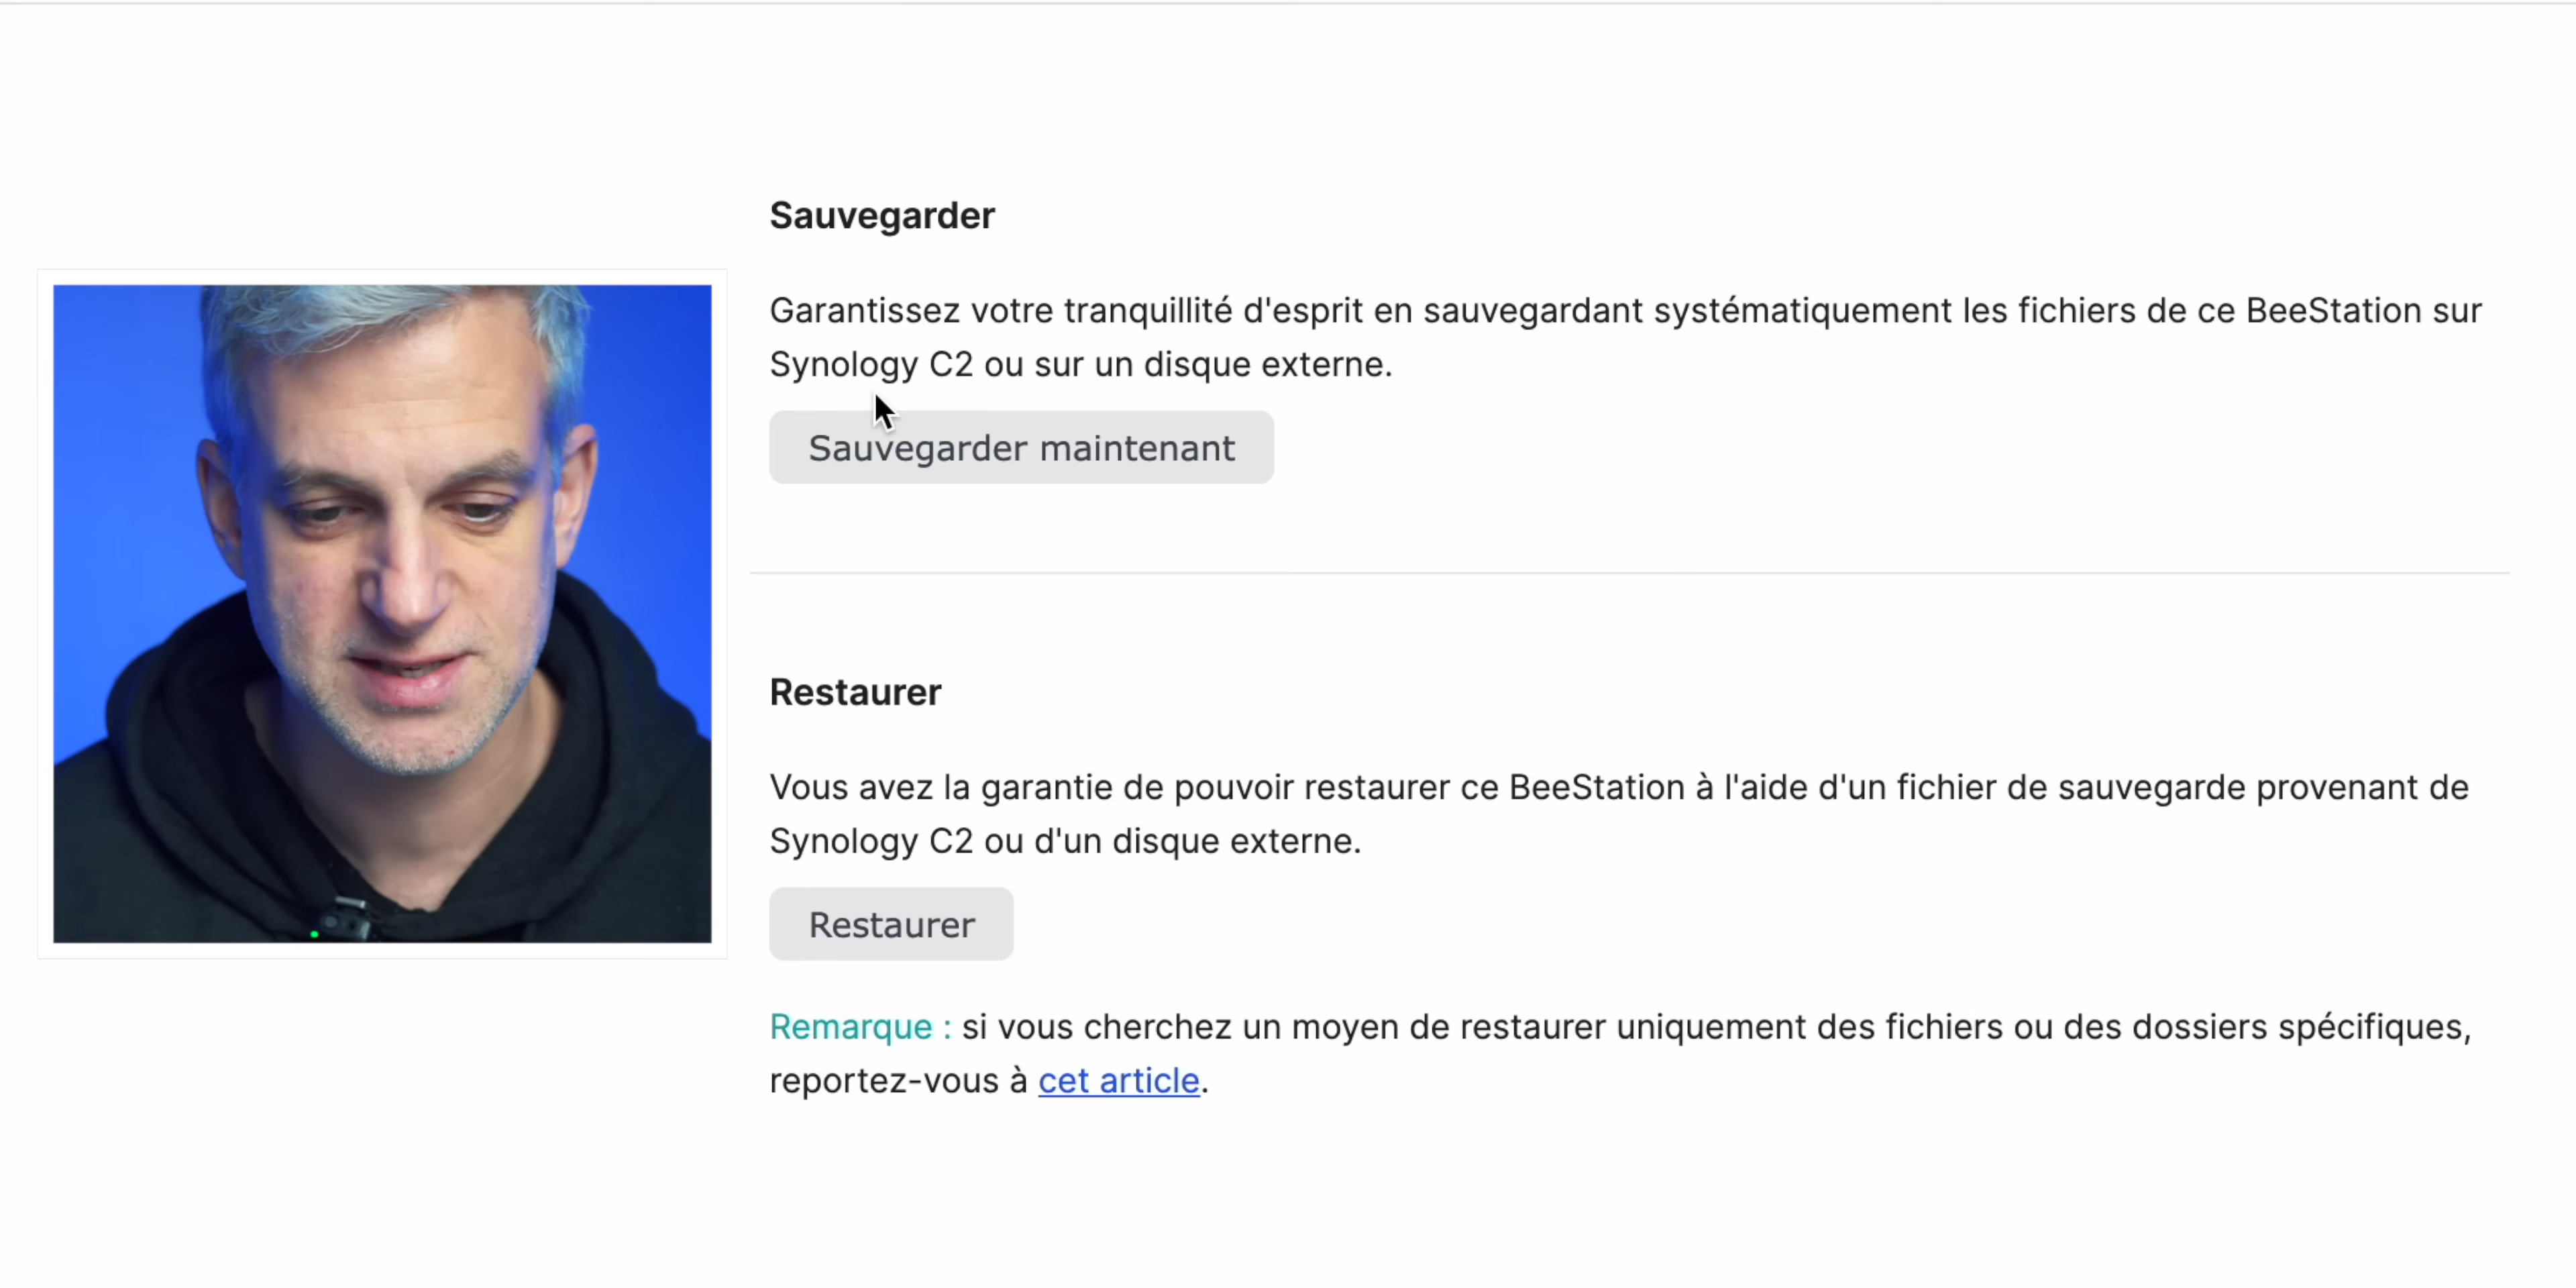 Sauvegarder
Garantissez votre tranquillité d'esprit en sauvegardant systématiquement les fichiers de ce BeeStation sur
Synology C2 ou sur un disque externe.
Sauvegarder maintenant
Restaurer
Vous avez la garantie de pouvoir restaurer ce BeeStation à l'aide d'un fichier de sauvegarde provenant de
Synology C2 ou d'un disque externe.
Restaurer
Remarque : si vous cherchez un moyen de restaurer uniquement des fichiers ou des dossiers spécifiques,
reportez-vous à cet article.